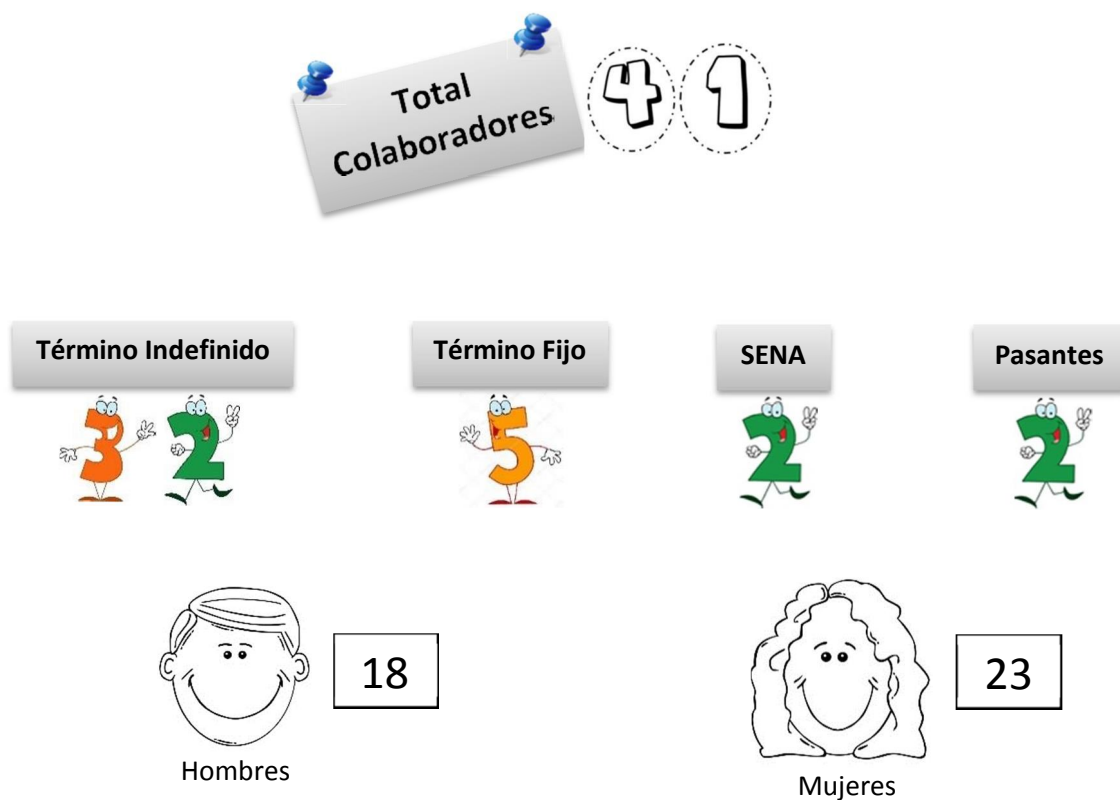 Total
Colaboradores
41
Término Indefinido
Término Fijo
SENA
Pasantes
32
5
2
2
18
23
Hombres
Mujeres